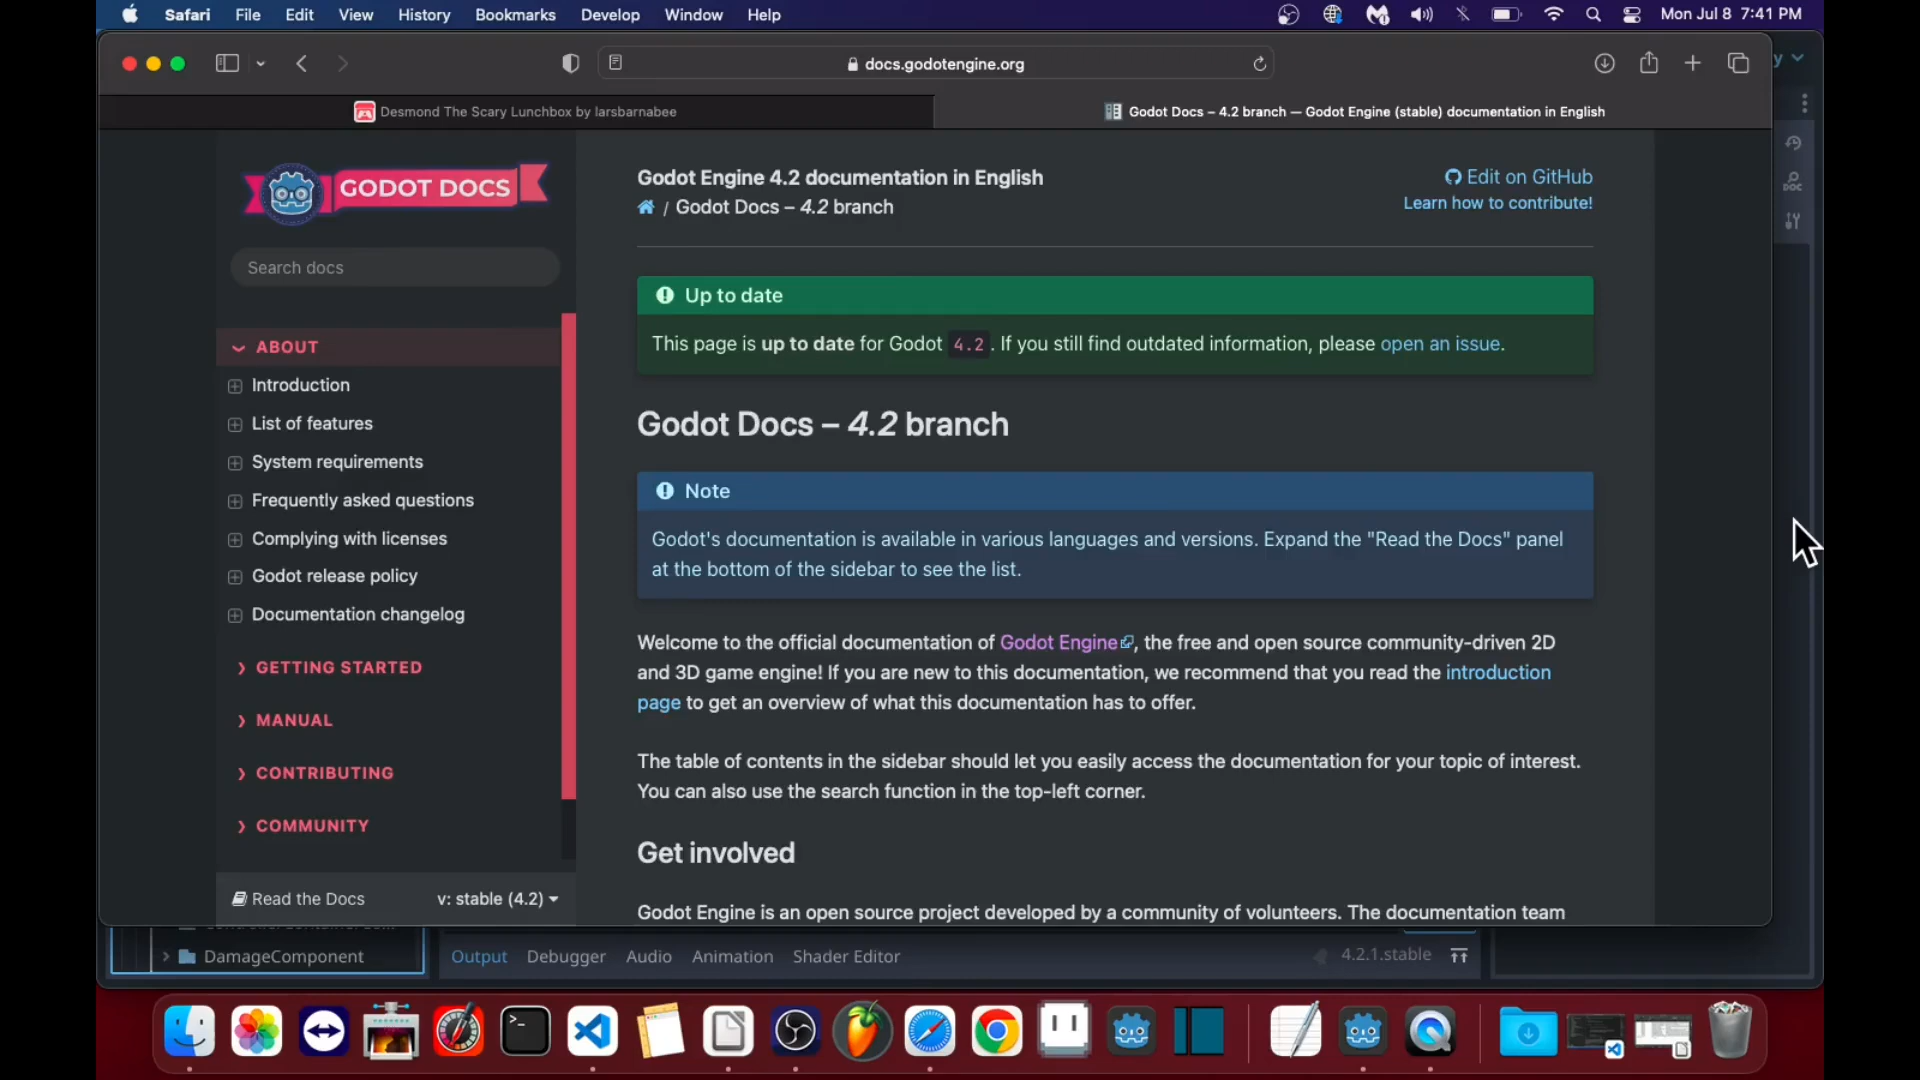 Safari File Edit View History Bookmarks Develop Window Help Mon Jul 8 7:41 PM
docs.godotengine.org
y
Desmond The Scary Lunchbox by larsbarnabee
Godot Docs – 4.2 branch — Godot Engine (stable) documentation in English
DOC
GODOT DOCS
Search docs
ABOUT
Introduction
List of features
System requirements
Frequently asked questions
Complying with licenses
Godot release policy
Documentation changelog
GETTING STARTED
MANUAL
CONTRIBUTING
COMMUNITY
Read the Docs v: stable (4.2)
Godot Engine 4.2 documentation in English
/ Godot Docs – 4.2 branch
Edit on GitHub
Learn how to contribute!
Up to date
This page is up to date for Godot 4.2. If you still find outdated information, please open an issue.
Godot Docs – 4.2 branch
Note
Godot's documentation is available in various languages and versions. Expand the "Read the Docs" panel
at the bottom of the sidebar to see the list.
Welcome to the official documentation of Godot Engine, the free and open source community-driven 2D
and 3D game engine! If you are new to this documentation, we recommend that you read the introduction
page to get an overview of what this documentation has to offer.
The table of contents in the sidebar should let you easily access the documentation for your topic of interest.
You can also use the search function in the top-left corner.
Get involved
Godot Engine is an open source project developed by a community of volunteers. The documentation team
DamageComponent
Output Debugger Audio Animation Shader Editor 4.2.1.stable